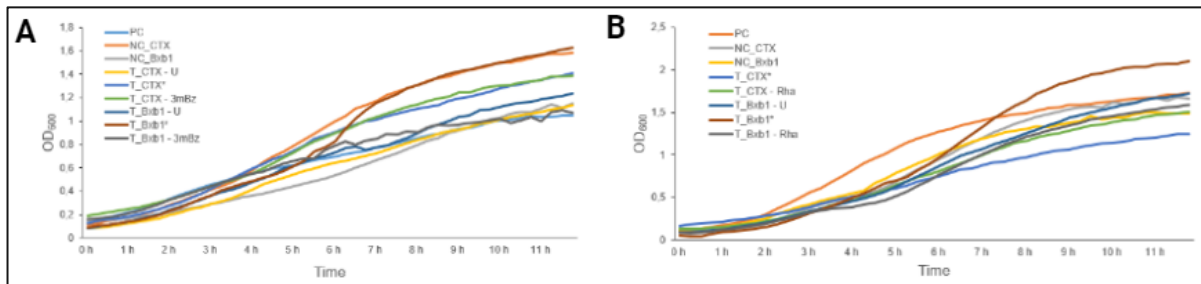 A
1,8
1,6
1,4
1,2
1
0,8
0,6
0,4
0,2
0
OD600
PC
NC_CTX
NC_Bxb1
T_CTX - U
T_CTX*
T_CTX - 3mBz
T_Bxb1 - U
T_Bxb1*
T_Bxb1 - 3mBz
0 h 1 h 2 h 3 h 4 h 5 h 6 h 7 h 8 h 9 h 10 h 11 h
Time
B
2,5
2
1,5
1
0,5
0
OD600
PC
NC_CTX
NC_Bxb1
T_CTX*
T_CTX - Rha
T_Bxb1 - U
T_Bxb1*
T_Bxb1 - Rha
0 h 1 h 2 h 3 h 4 h 5 h 6 h 7 h 8 h 9 h 10 h 11 h
Time